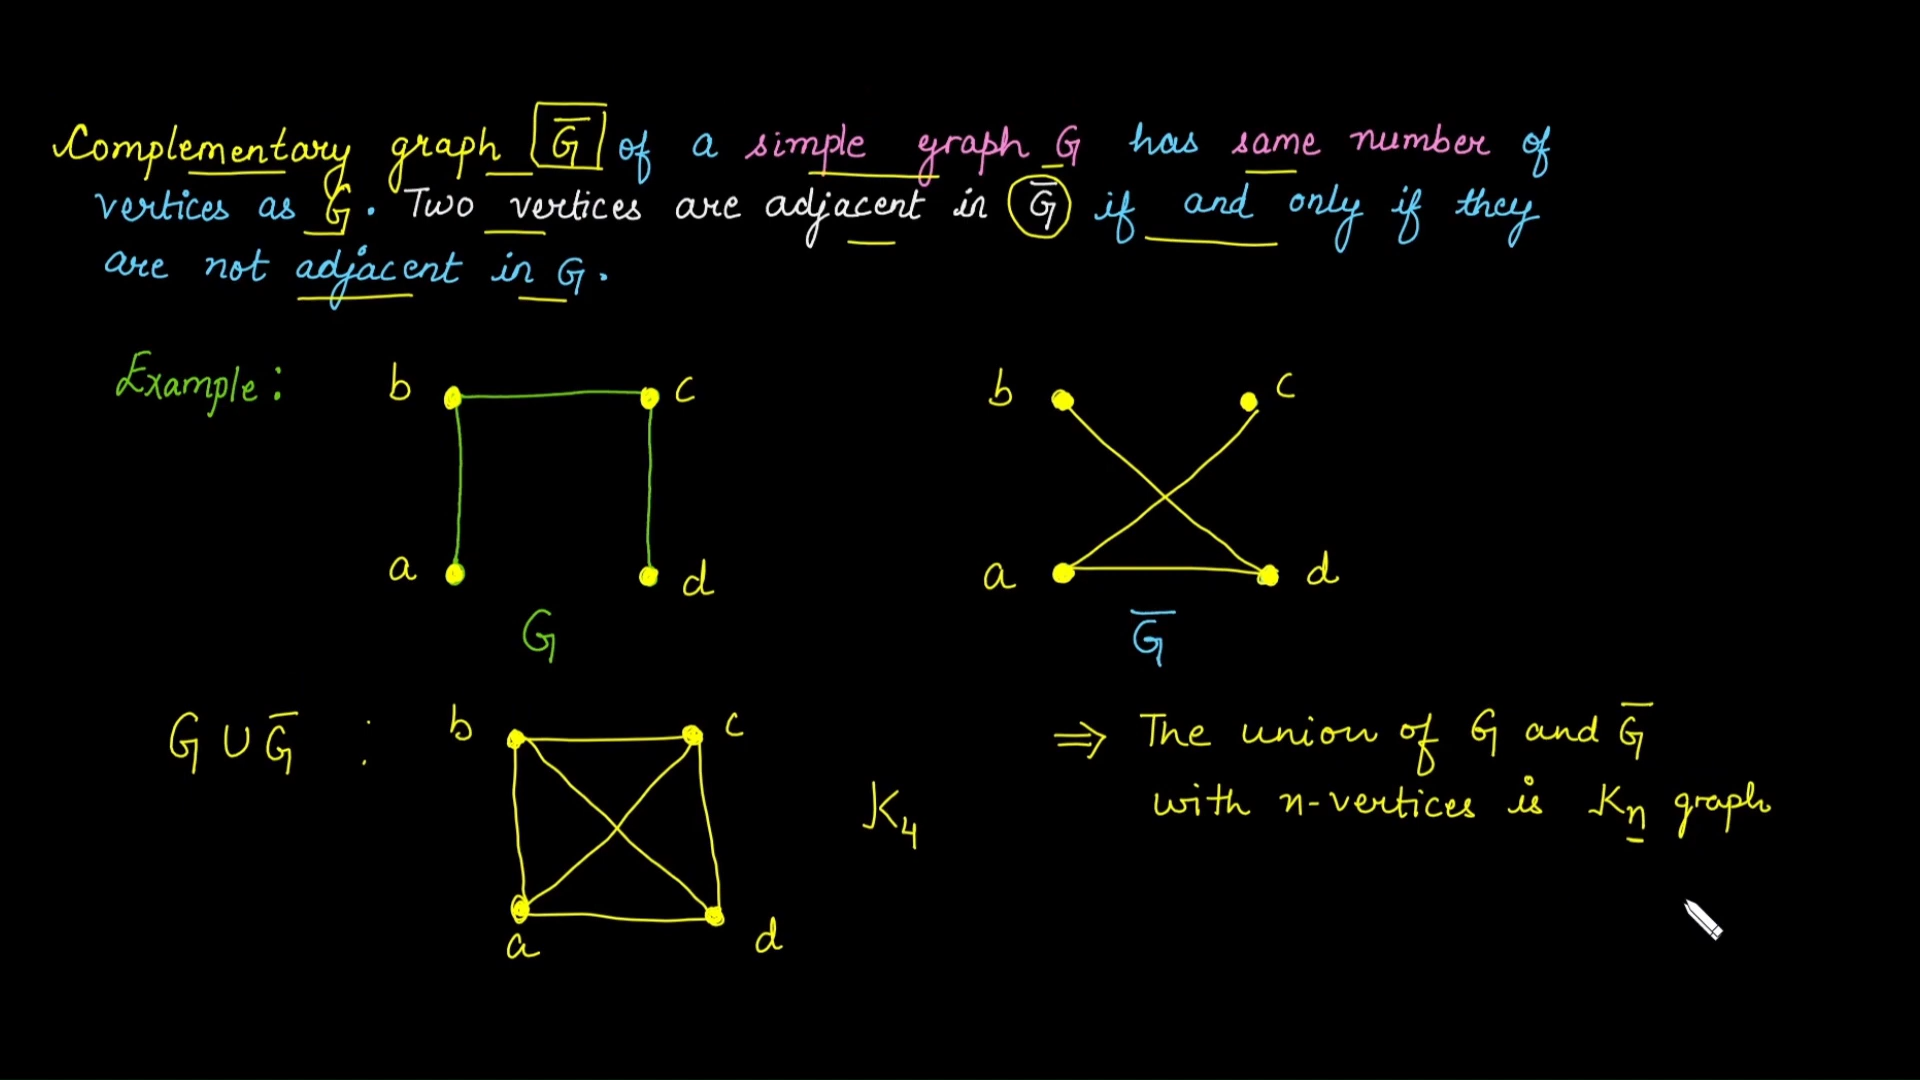 Complementary graph G̅ of a simple graph G has same number of
vertices as G. Two vertices are adjacent in G̅ if and only if they
are not adjacent in G.
Example:
b c
a d
G
b c
a d
G̅
G ∪ G̅ :
b c
a d
K₄
⇒ The union of G and G̅
with n-vertices is Kₙ graph